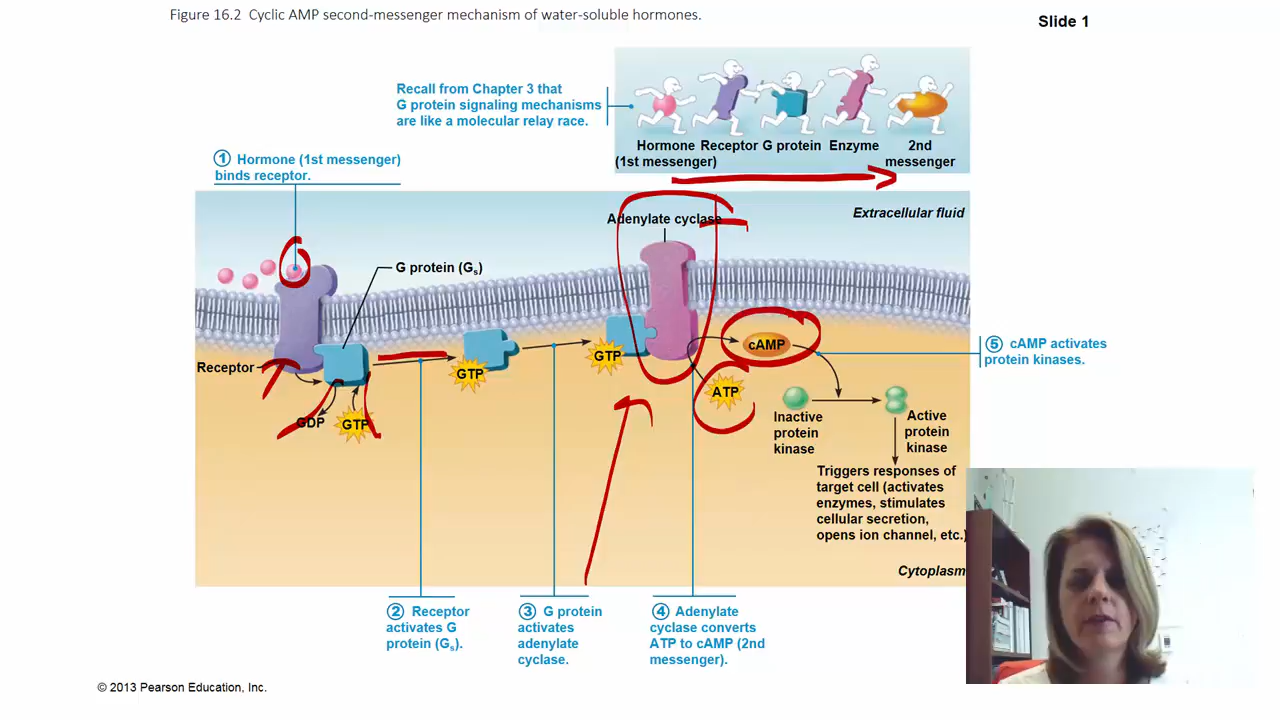 Figure 16.2 Cyclic AMP second-messenger mechanism of water-soluble hormones.
Slide 1
Recall from Chapter 3 that
G protein signaling mechanisms
are like a molecular relay race.
Hormone Receptor G protein Enzyme 2nd
(1st messenger) messenger
① Hormone (1st messenger)
binds receptor.
Adenylate cyclase
Extracellular fluid
G protein (Gs)
Receptor
GDP
GTP
GTP
GTP
cAMP
ATP
⑤ cAMP activates
protein kinases.
Inactive
protein
kinase
Active
protein
kinase
Triggers responses of
target cell (activates
enzymes, stimulates
cellular secretion,
opens ion channel, etc.)
Cytoplasm
② Receptor
activates G
protein (Gs).
③ G protein
activates
adenylate
cyclase.
④ Adenylate
cyclase converts
ATP to cAMP (2nd
messenger).
© 2013 Pearson Education, Inc.